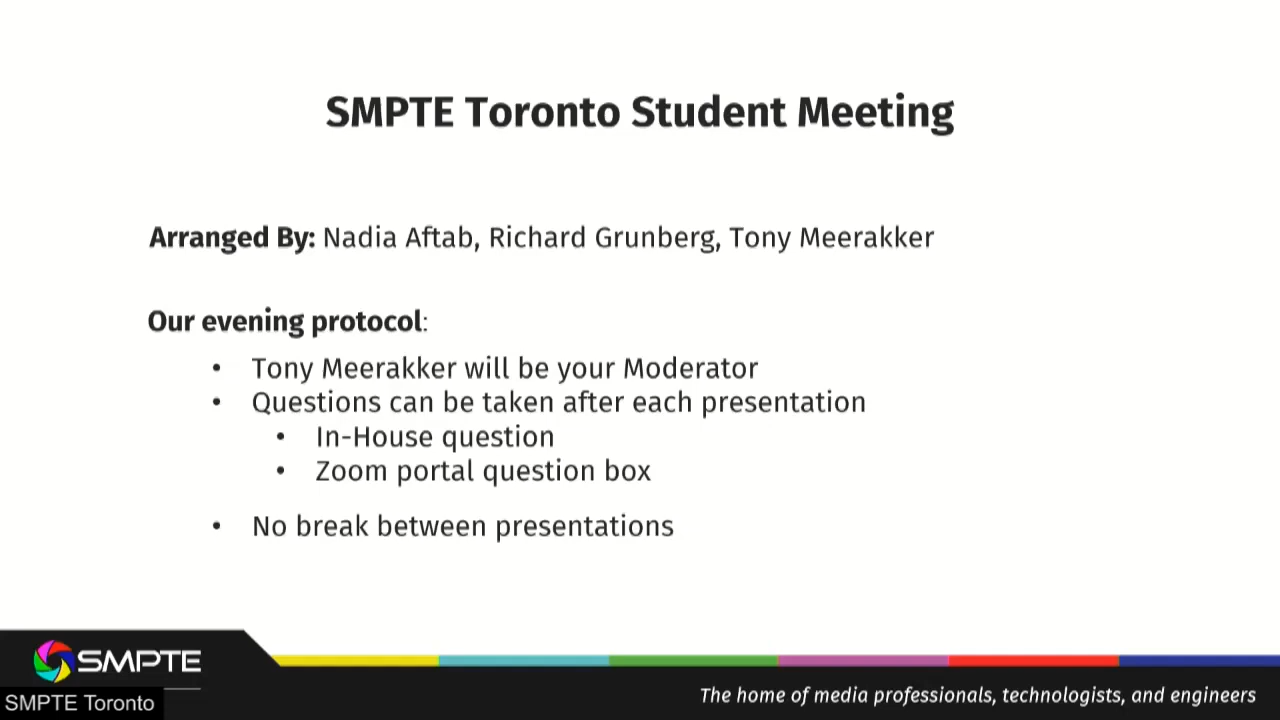 SMPTE Toronto Student Meeting
Arranged By: Nadia Aftab, Richard Grunberg, Tony Meerakker
Our evening protocol:
• Tony Meerakker will be your Moderator
• Questions can be taken after each presentation
• In-House question
• Zoom portal question box
• No break between presentations
SMPTE
SMPTE Toronto
The home of media professionals, technologists, and engineers